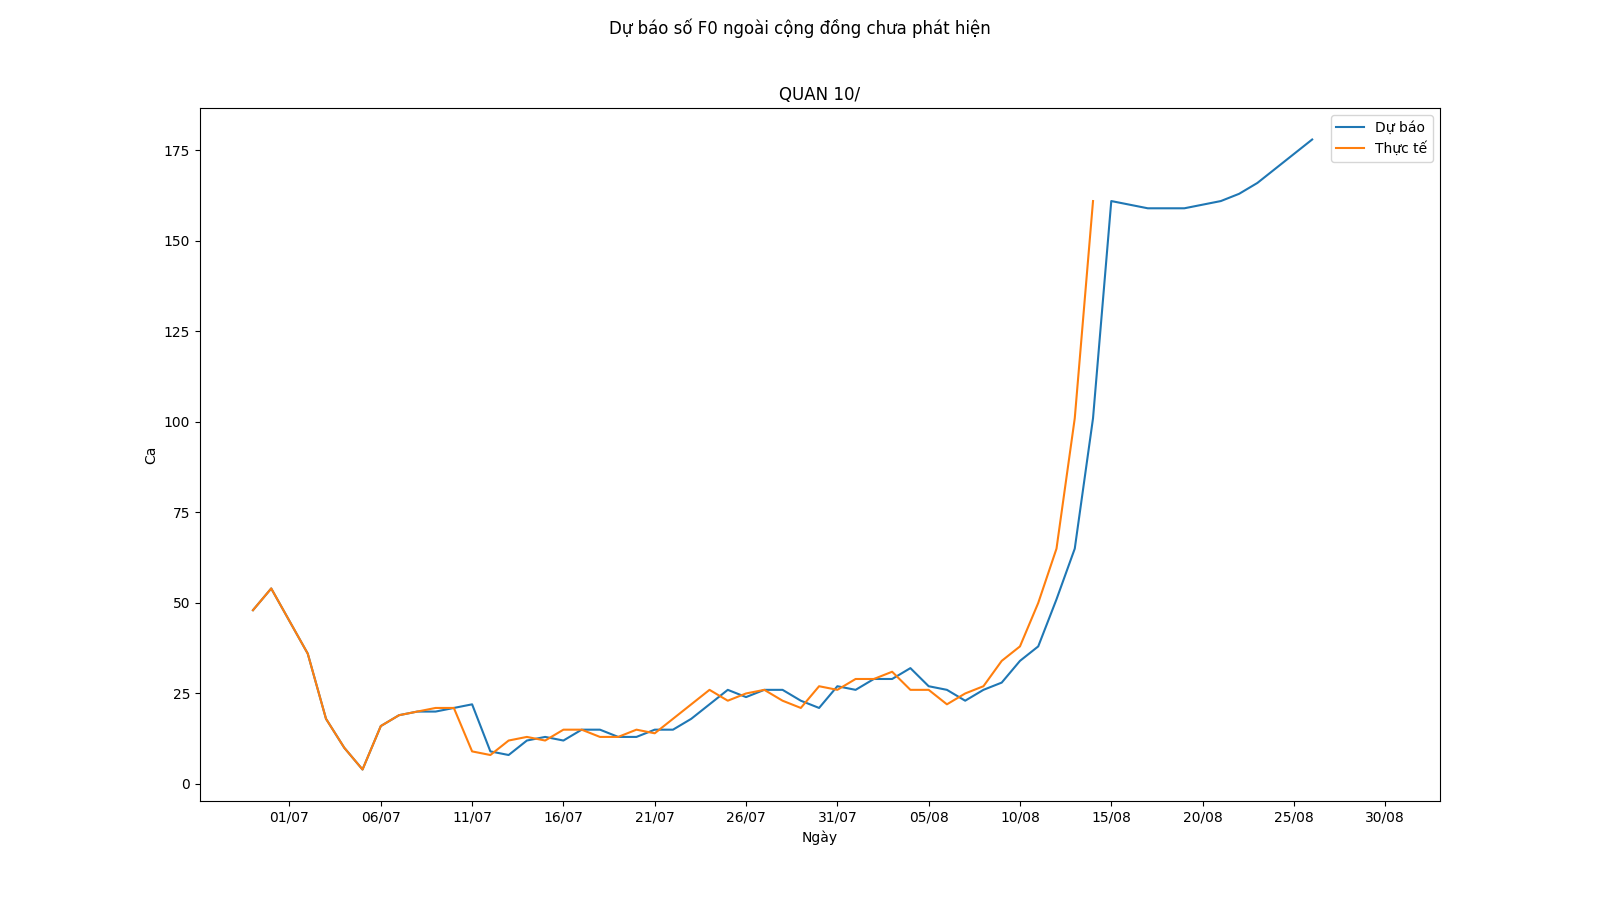 Dự báo số F0 ngoài cộng đồng chưa phát hiện
QUAN 10/
Dự báo
Thực tế
175
150
125
100
75
50
25
0
Ca
01/07 06/07 11/07 16/07 21/07 26/07 31/07 05/08 10/08 15/08 20/08 25/08 30/08
Ngày